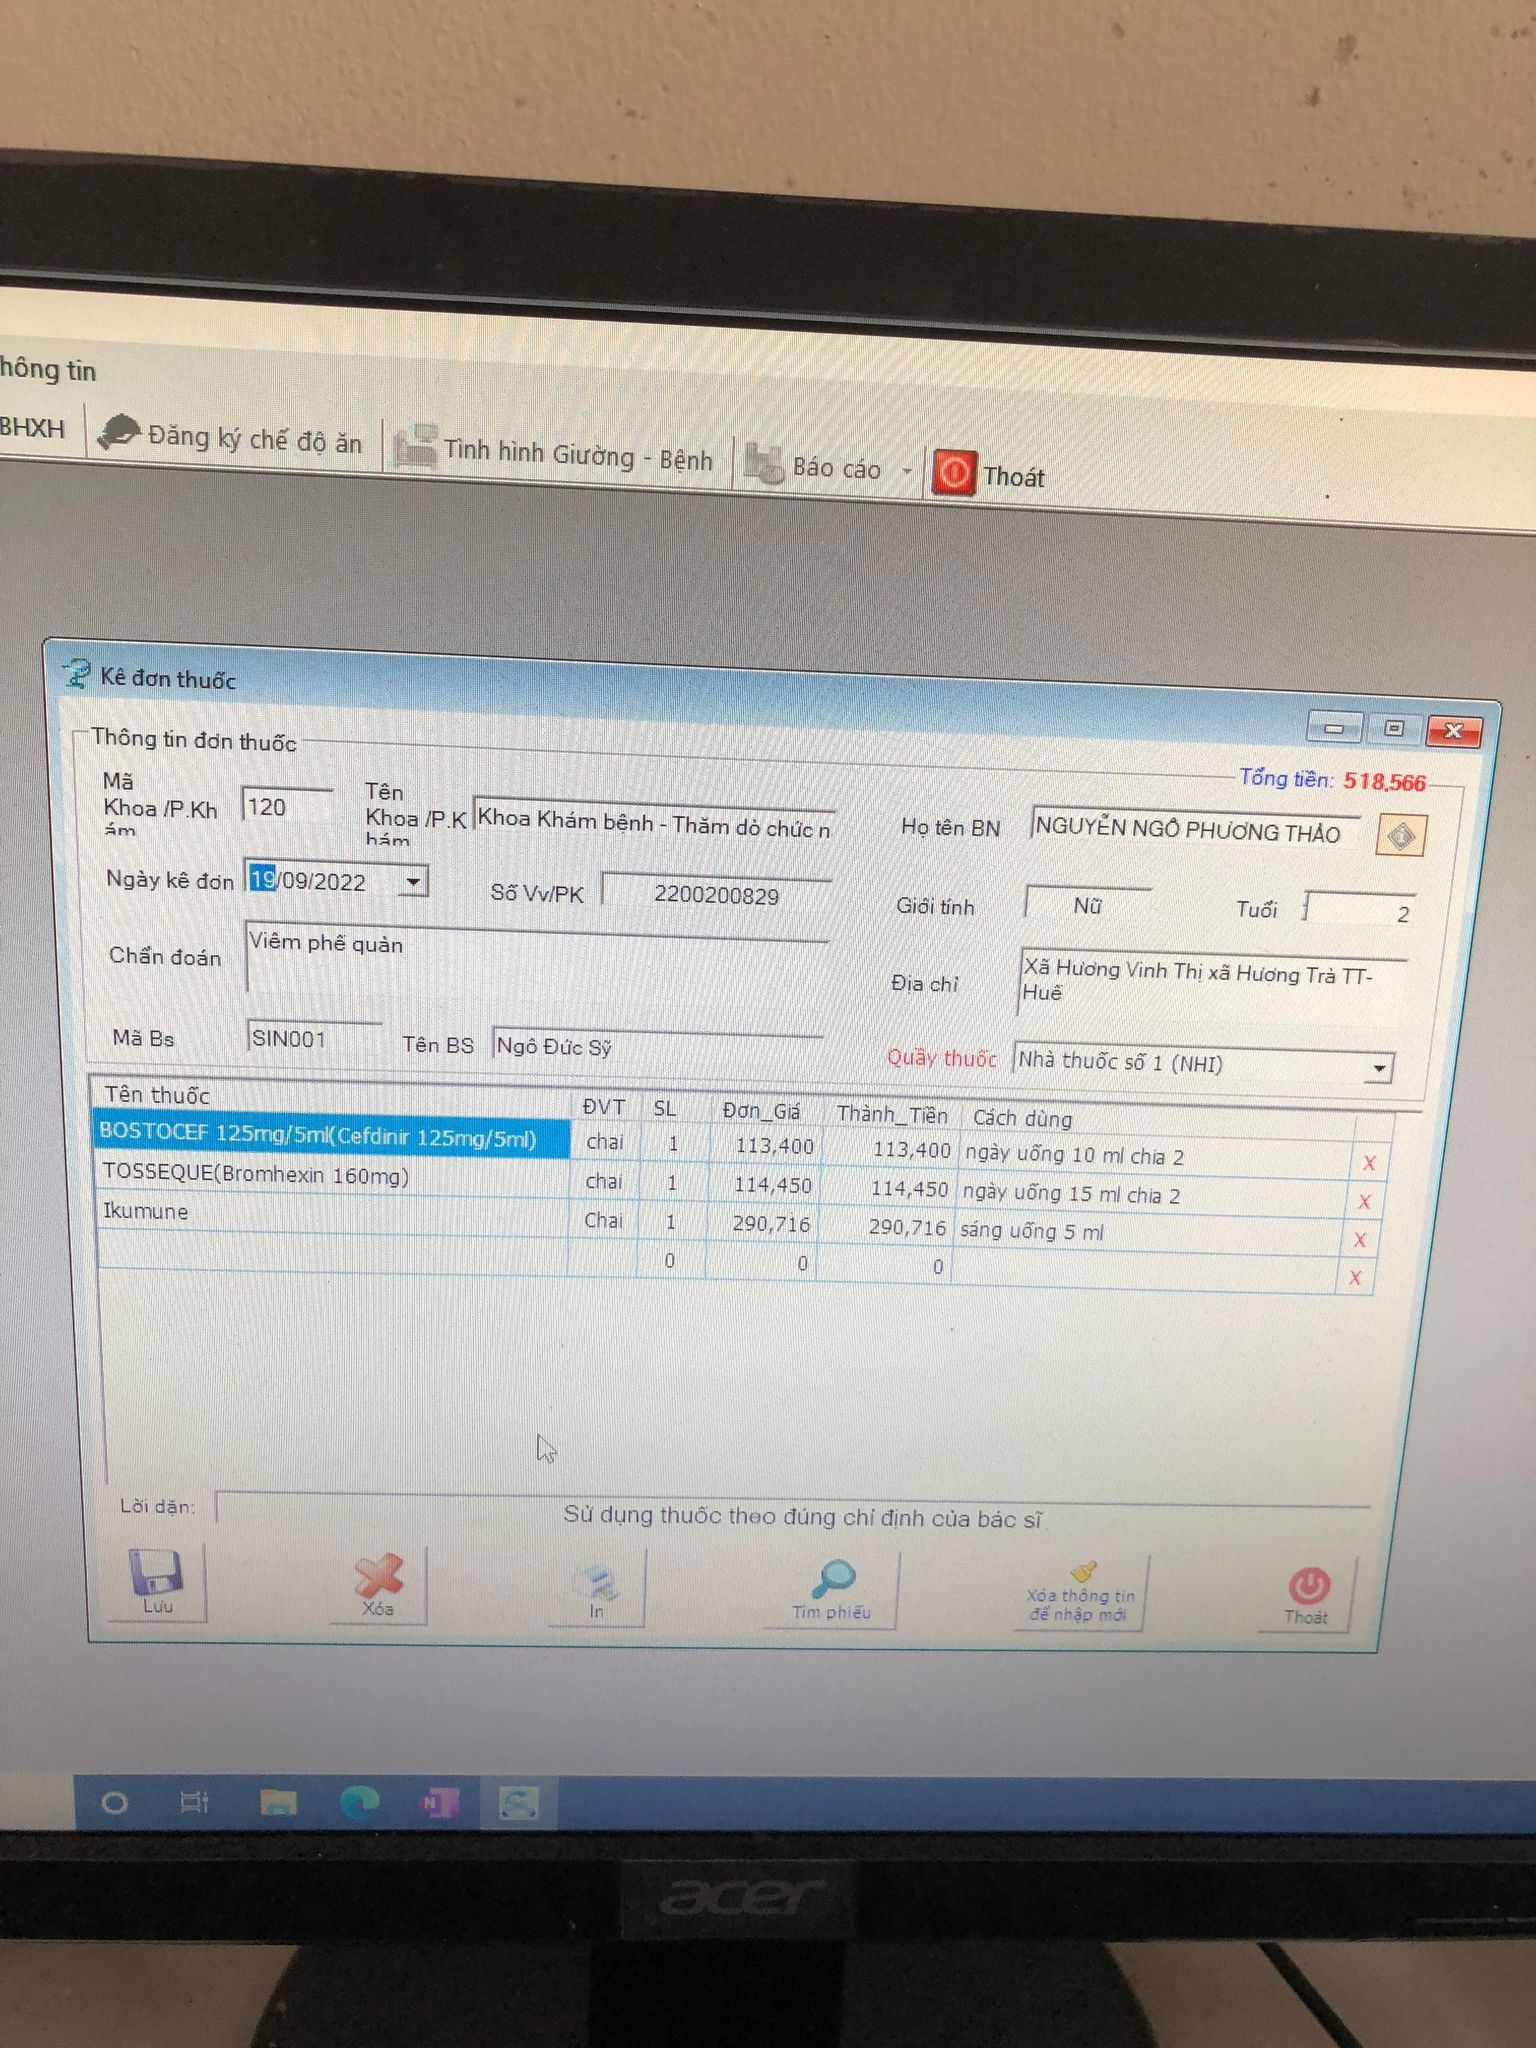 hông tin
BHXH Đăng ký chế độ ăn Tình hình Giường - Bệnh Báo cáo Thoát
Kê đơn thuốc
Thông tin đơn thuốc
Tổng tiền: 518,566
Mã Khoa /P.Kh ám 120 Tên Khoa /P.K hám Khoa Khám bệnh - Thăm dò chức n Họ tên BN NGUYỄN NGÔ PHƯƠNG THẢO
Ngày kê đơn 19/09/2022 Số Vv/PK 2200200829 Giới tính Nữ Tuổi 2
Chẩn đoán Viêm phế quản Địa chỉ Xã Hương Vinh Thị xã Hương Trà TT-
Huế
Mã Bs SIN001 Tên BS Ngô Đức Sỹ Quầy thuốc Nhà thuốc số 1 (NHI)
Tên thuốc ĐVT SL Đơn_Giá Thành_Tiền Cách dùng
BOSTOCEF 125mg/5ml(Cefdinir 125mg/5ml) chai 1 113,400 113,400 ngày uống 10 ml chia 2 X
TOSSEQUE(Bromhexin 160mg) chai 1 114,450 114,450 ngày uống 15 ml chia 2 X
Ikumune Chai 1 290,716 290,716 sáng uống 5 ml X
0 0 0 X
Lời dặn: Sử dụng thuốc theo đúng chỉ định của bác sĩ
Lưu Xóa In Tìm phiếu Xóa thông tin để nhập mới Thoát
N
acer